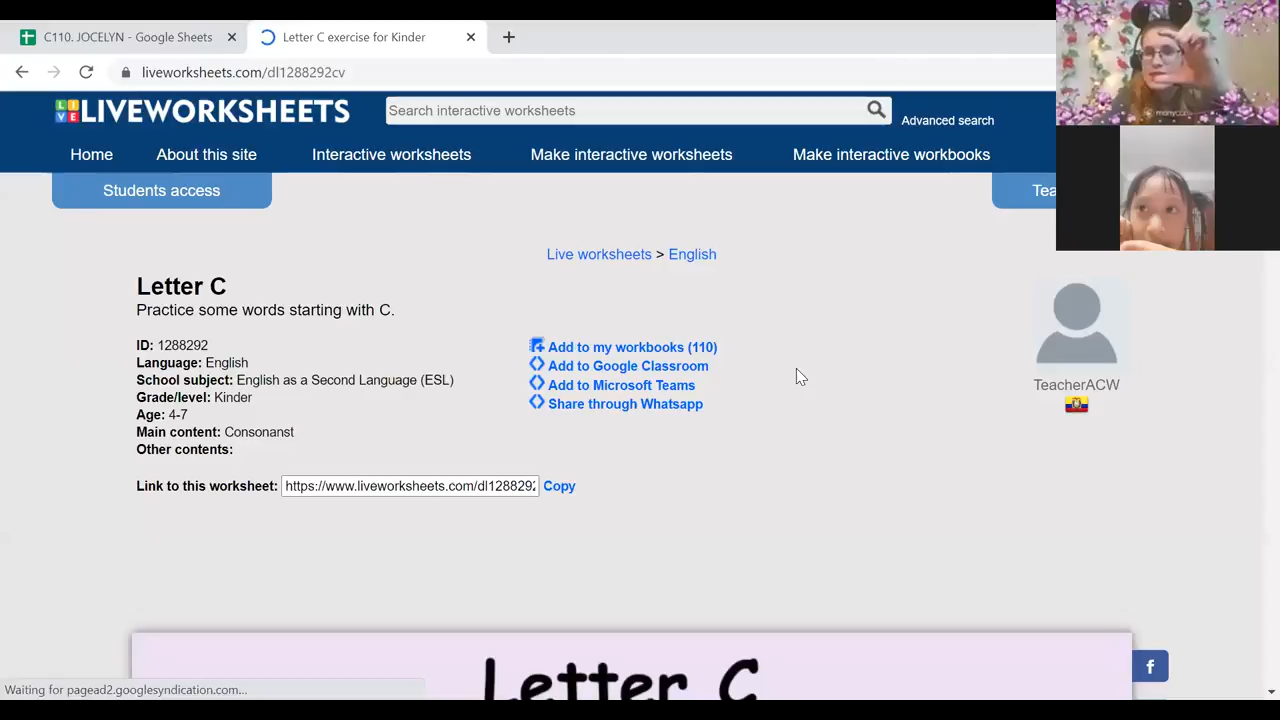 C110. JOCELYN - Google Sheets
Letter C exercise for Kinder
liveworksheets.com/dl1288292cv
LIVE LIVEWORKSHEETS
Search interactive worksheets
Advanced search
Home
About this site
Interactive worksheets
Make interactive worksheets
Make interactive workbooks
Students access
Tea
Live worksheets > English
Letter C
Practice some words starting with C.
ID: 1288292
Language: English
School subject: English as a Second Language (ESL)
Grade/level: Kinder
Age: 4-7
Main content: Consonanst
Other contents:
Add to my workbooks (110)
Add to Google Classroom
Add to Microsoft Teams
Share through Whatsapp
TeacherACW
Link to this worksheet: https://www.liveworksheets.com/dl128829 Copy
Letter C
f
Waiting for pagead2.googlesyndication.com...